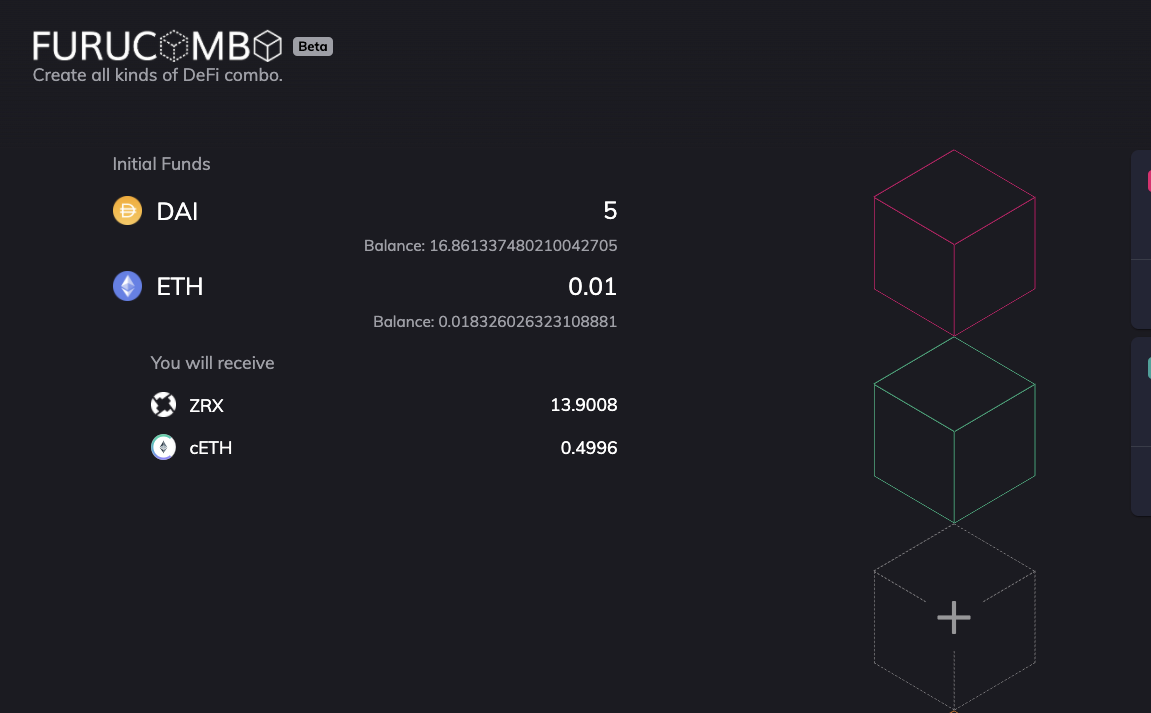 FURUCOMBO Beta
Create all kinds of DeFi combo.
Initial Funds
DAI 5
Balance: 16.861337480210042705
ETH 0.01
Balance: 0.018326026323108881
You will receive
ZRX 13.9008
cETH 0.4996